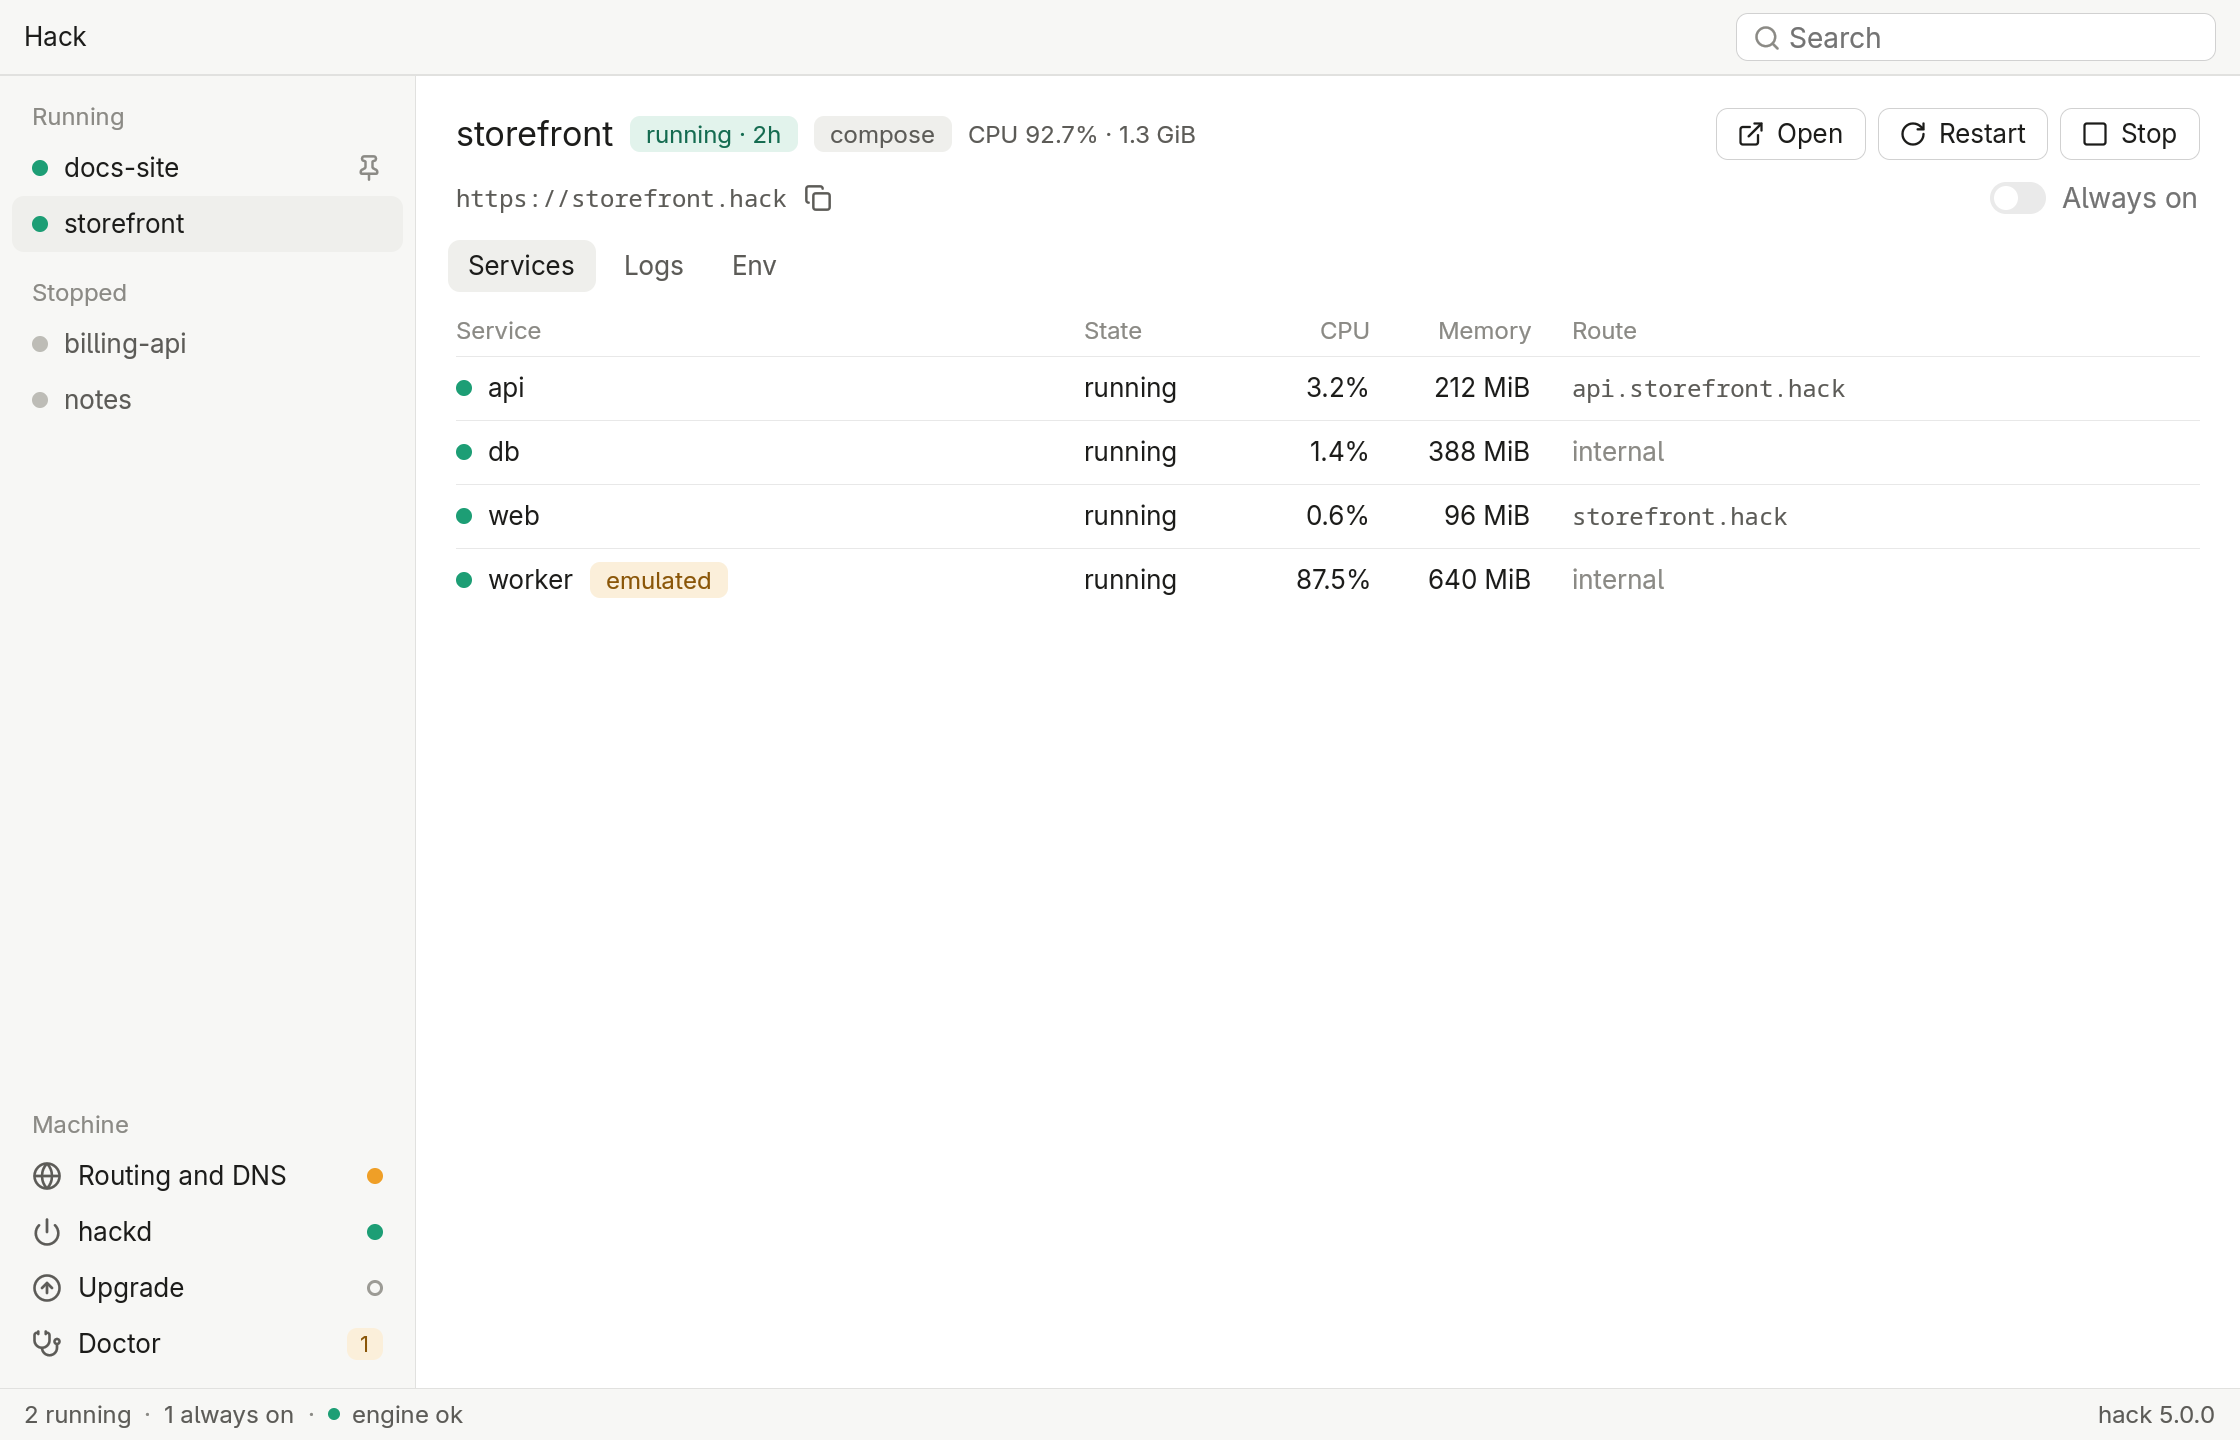 Hack
Search
Running
docs-site
storefront
Stopped
billing-api
notes
Machine
Routing and DNS
hackd
Upgrade
Doctor 1
storefront running · 2h compose CPU 92.7% · 1.3 GiB
Open Restart Stop
https://storefront.hack
Always on
Services Logs Env
Service State CPU Memory Route
api running 3.2% 212 MiB api.storefront.hack
db running 1.4% 388 MiB internal
web running 0.6% 96 MiB storefront.hack
worker emulated running 87.5% 640 MiB internal
2 running · 1 always on · engine ok
hack 5.0.0